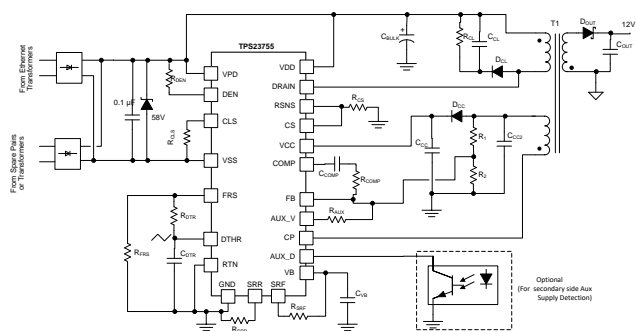 TPS23755
From Ethernet
Transformers
From Spare Pairs
or Transformers
0.1 µF
58V
RDEN
RCLS
VPD
DEN
CLS
VSS
FRS
DTHR
RTN
GND
SRR
SRF
VDD
DRAIN
RSNS
CS
VCC
COMP
FB
AUX_V
CP
AUX_D
VB
RFRS
RDTR
CDTR
RSRF
CVB
RCS
CCOMP
RCOMP
RAUX
CBULK
+
RCL
CCL
DCL
T1
DOUT
12V
COUT
DCC
CCC
R1
R2
CCC2
Optional
(For secondary side Aux
Supply Detection)